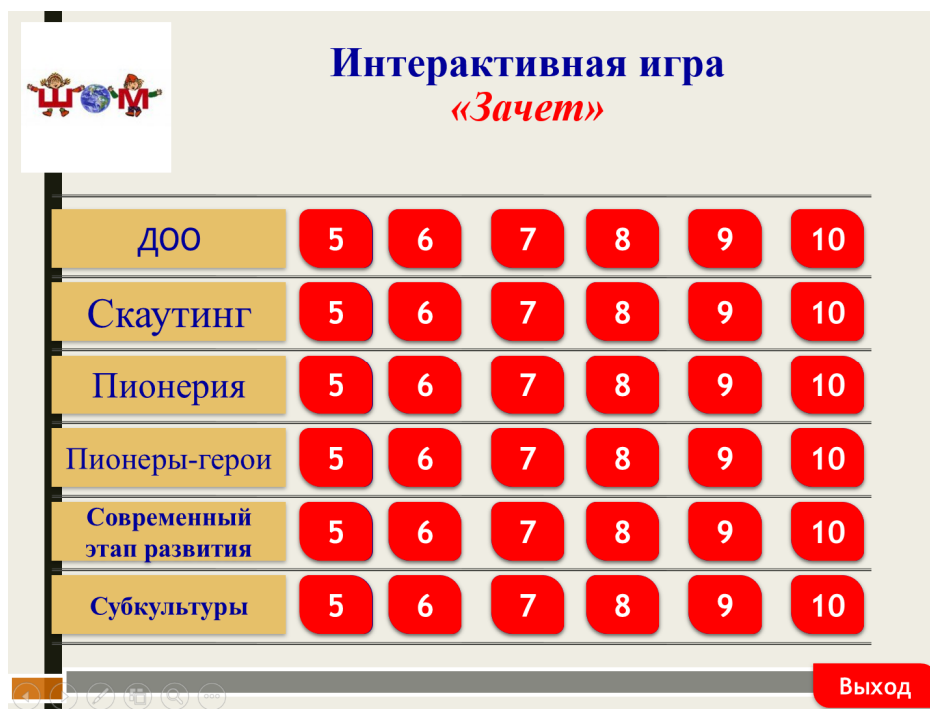 Интерактивная игра
«Зачет»
ШОМ
ДОО 5 6 7 8 9 10
Скаутинг 5 6 7 8 9 10
Пионерия 5 6 7 8 9 10
Пионеры-герои 5 6 7 8 9 10
Современный
этап развития 5 6 7 8 9 10
Субкультуры 5 6 7 8 9 10
Выход